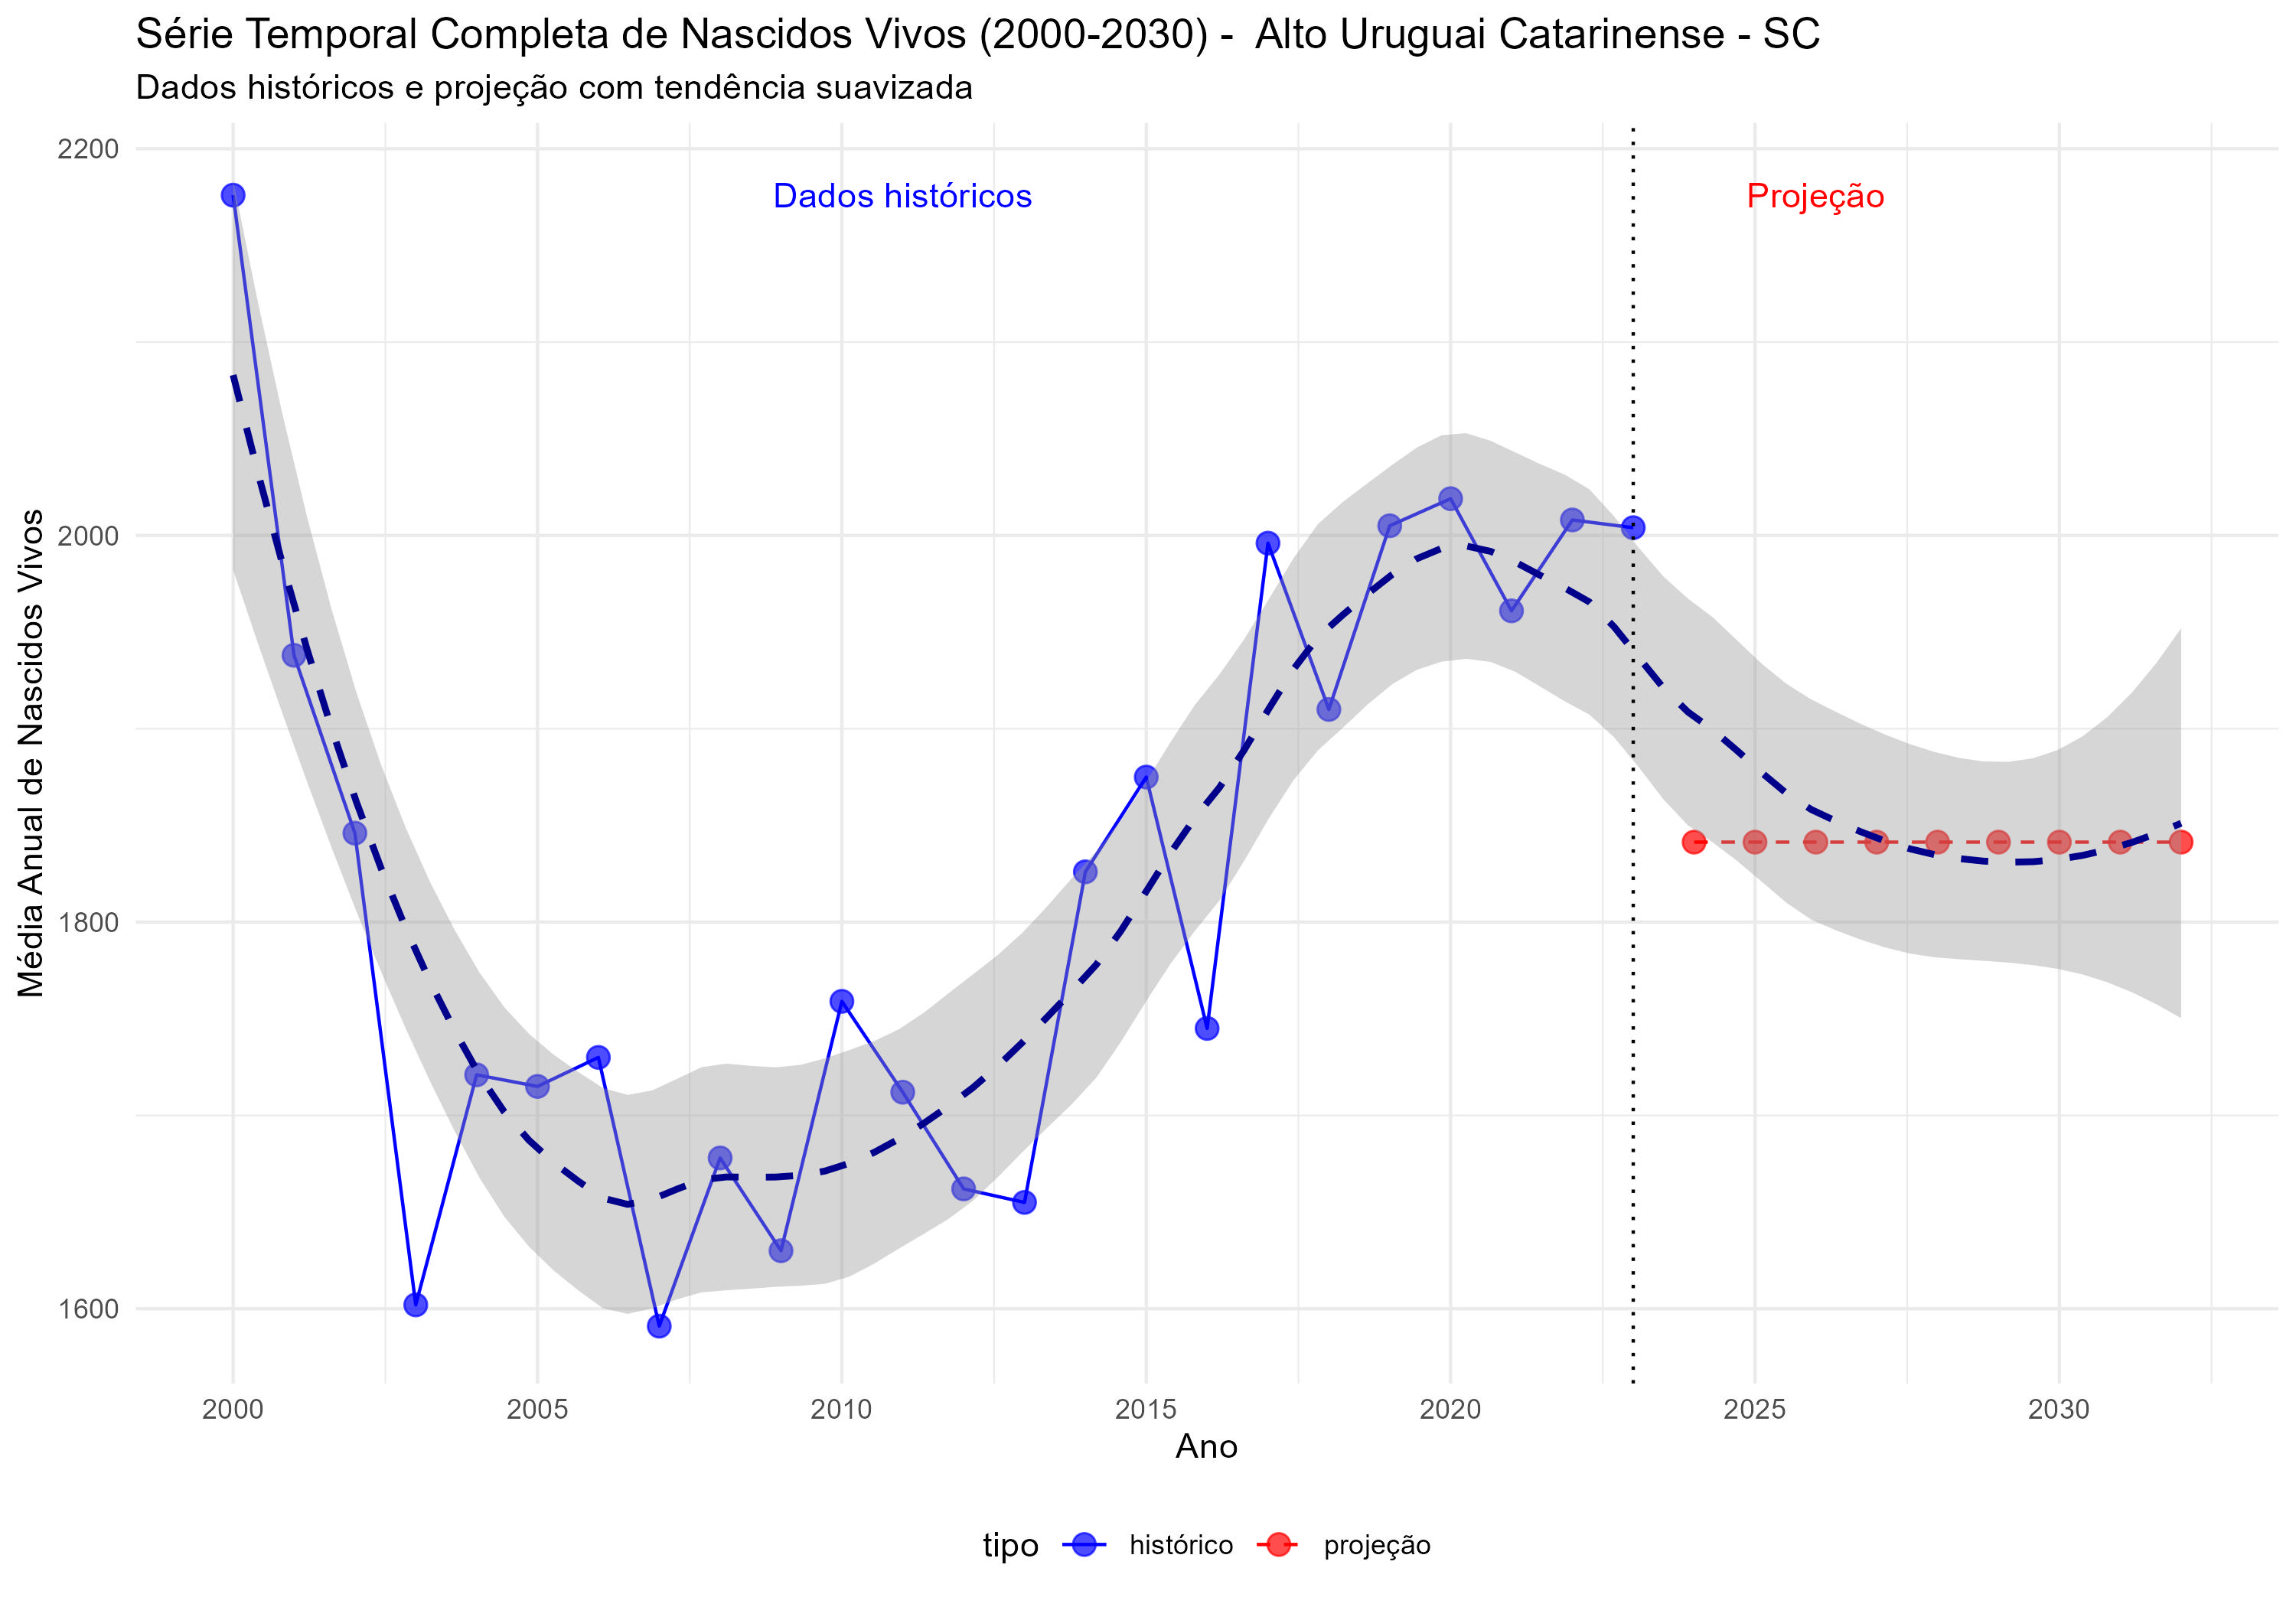 Série Temporal Completa de Nascidos Vivos (2000-2030) -  Alto Uruguai Catarinense - SC
Dados históricos e projeção com tendência suavizada
Média Anual de Nascidos Vivos
2200
2000
1800
1600
Dados históricos
Projeção
2000
2005
2010
2015
2020
2025
2030
Ano
tipo
histórico
projeção